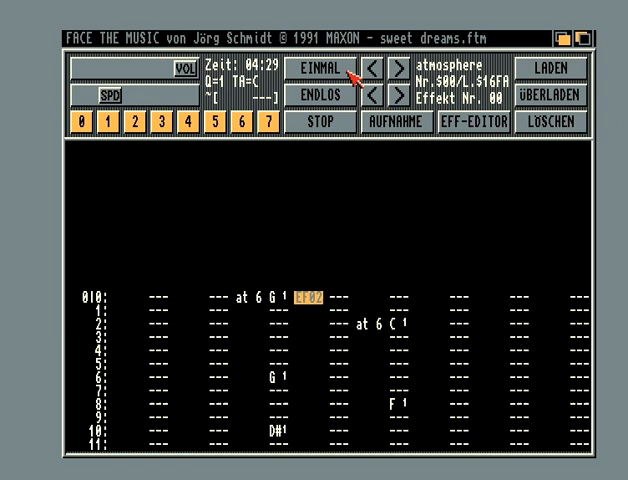 FACE THE MUSIC von Jörg Schmidt © 1991 MAXON - sweet dreams.ftm
VOL Zeit: 04:29 EINMAL < > atmosphere LADEN
Q=1 TA=C Nr.$00/L.$16FA
SPD ~[ ---] ENDLOS < > Effekt Nr. 00 üBERLADEN
0 1 2 3 4 5 6 7 STOP AUFNAHME EFF-EDITOR LöSCHEN
0|0: --- --- at 6 G 1 EF02 --- --- --- --- ---
1: --- --- --- --- --- --- --- ---
2: --- --- --- --- at 6 C 1 --- --- ---
3: --- --- --- --- --- --- --- ---
4: --- --- --- --- --- --- --- ---
5: --- --- --- --- --- --- --- ---
6: --- --- G 1 --- --- --- --- ---
7: --- --- --- --- --- --- --- ---
8: --- --- --- --- F 1 --- --- ---
9: --- --- --- --- --- --- --- ---
10: --- --- D#1 --- --- --- --- ---
11: --- --- --- --- --- --- --- ---